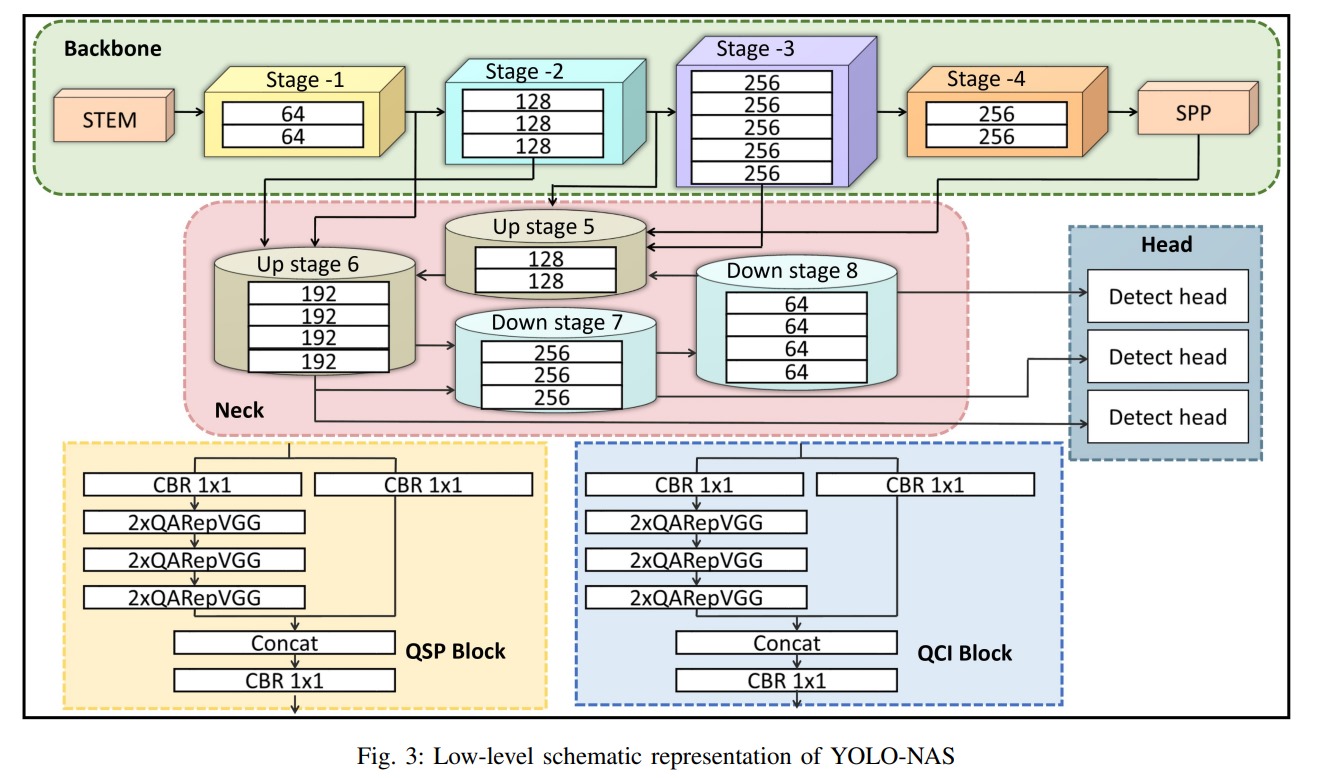 Backbone
STEM
Stage -1
64
64
Stage -2
128
128
128
Stage -3
256
256
256
256
256
Stage -4
256
256
SPP
Up stage 5
128
128
Up stage 6
192
192
192
192
Down stage 7
256
256
256
Down stage 8
64
64
64
64
Neck
Head
Detect head
Detect head
Detect head
CBR 1x1
CBR 1x1
2xQARepVGG
2xQARepVGG
2xQARepVGG
Concat
CBR 1x1
QSP Block
CBR 1x1
CBR 1x1
2xQARepVGG
2xQARepVGG
2xQARepVGG
Concat
CBR 1x1
QCI Block
Fig. 3: Low-level schematic representation of YOLO-NAS